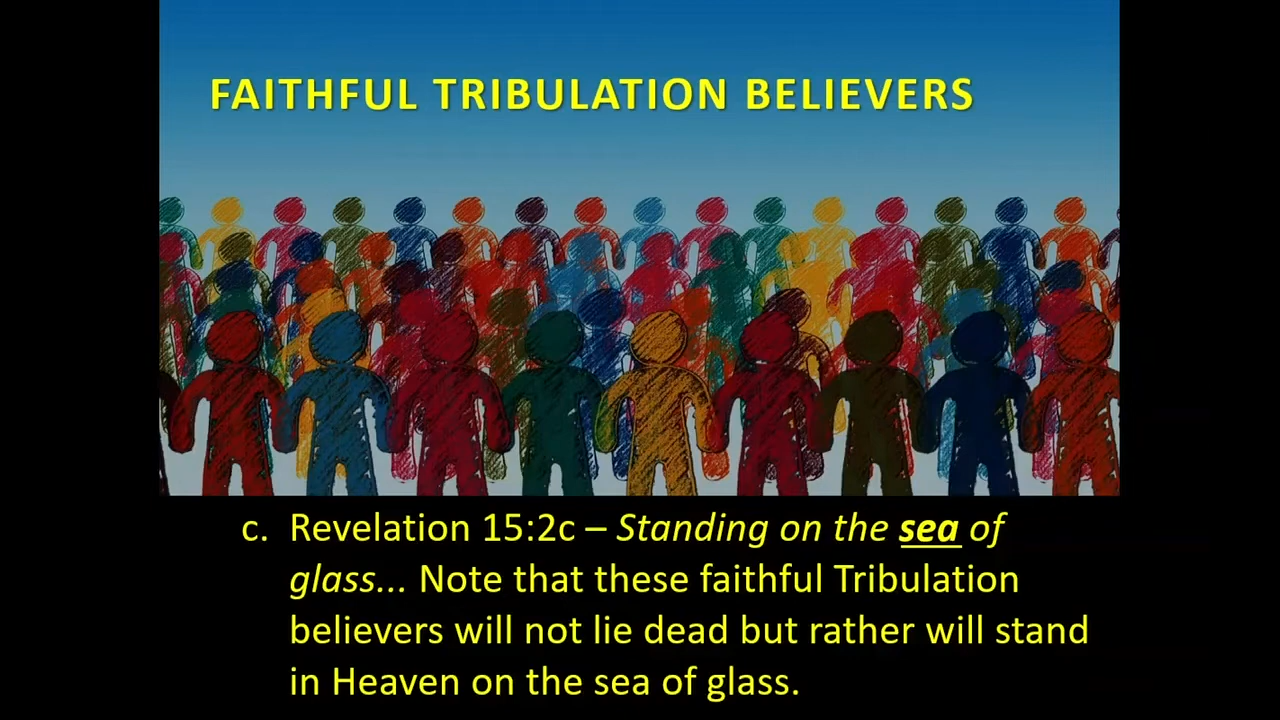 FAITHFUL TRIBULATION BELIEVERS
c. Revelation 15:2c – Standing on the sea of
glass... Note that these faithful Tribulation
believers will not lie dead but rather will stand
in Heaven on the sea of glass.